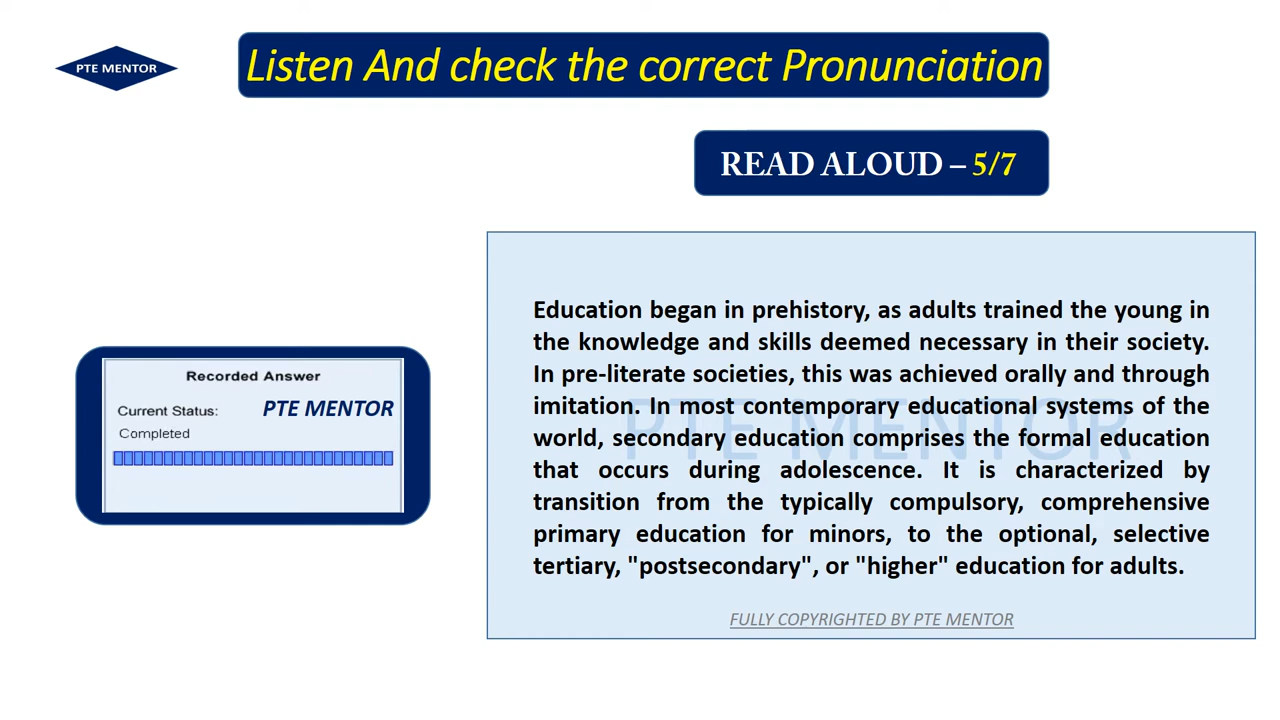 PTE MENTOR
Listen And check the correct Pronunciation
READ ALOUD – 5/7
Recorded Answer
Current Status:
PTE MENTOR
Completed
Education began in prehistory, as adults trained the young in
the knowledge and skills deemed necessary in their society.
In pre-literate societies, this was achieved orally and through
imitation. In most contemporary educational systems of the
world, secondary education comprises the formal education
that occurs during adolescence. It is characterized by
transition from the typically compulsory, comprehensive
primary education for minors, to the optional, selective
tertiary, "postsecondary", or "higher" education for adults.
PTE MENTOR
FULLY COPYRIGHTED BY PTE MENTOR